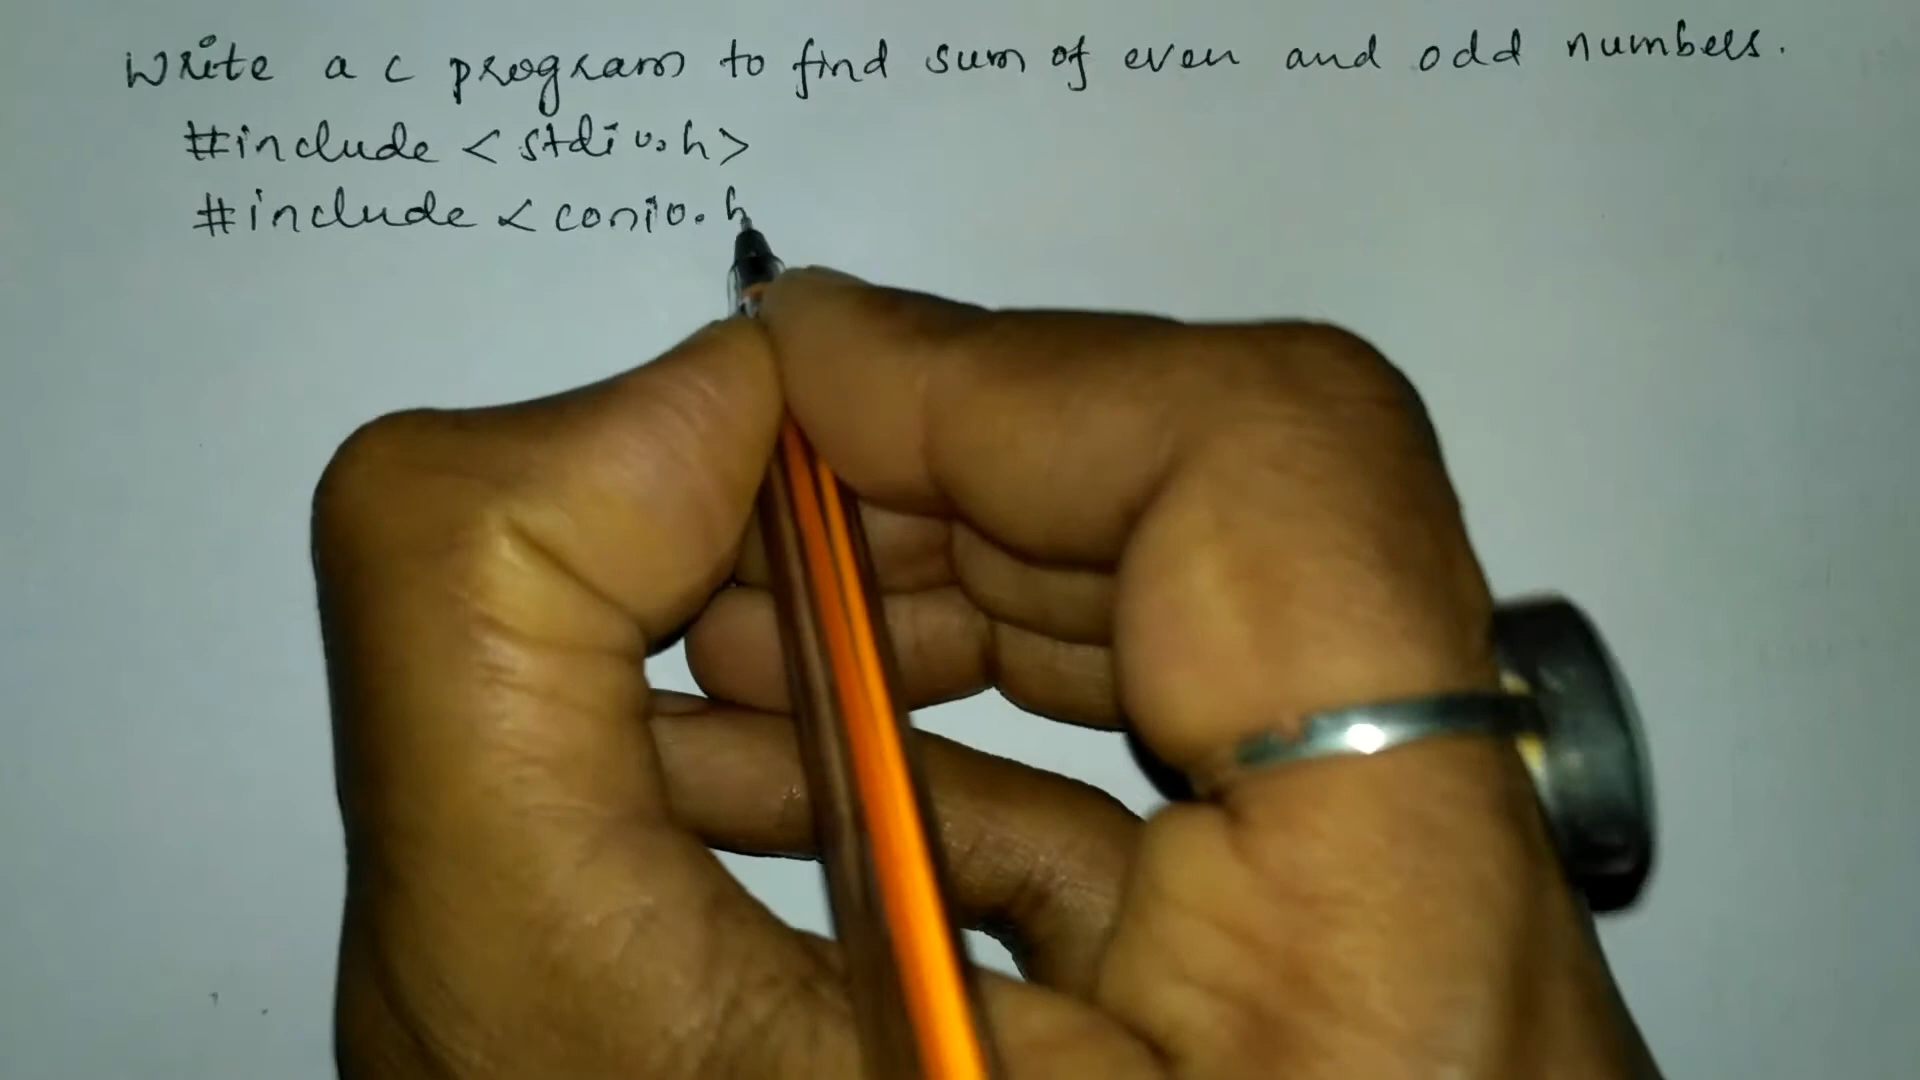 Write a c program to find sum of even and odd numbers.
#include <stdio.h>
#include <conio.h